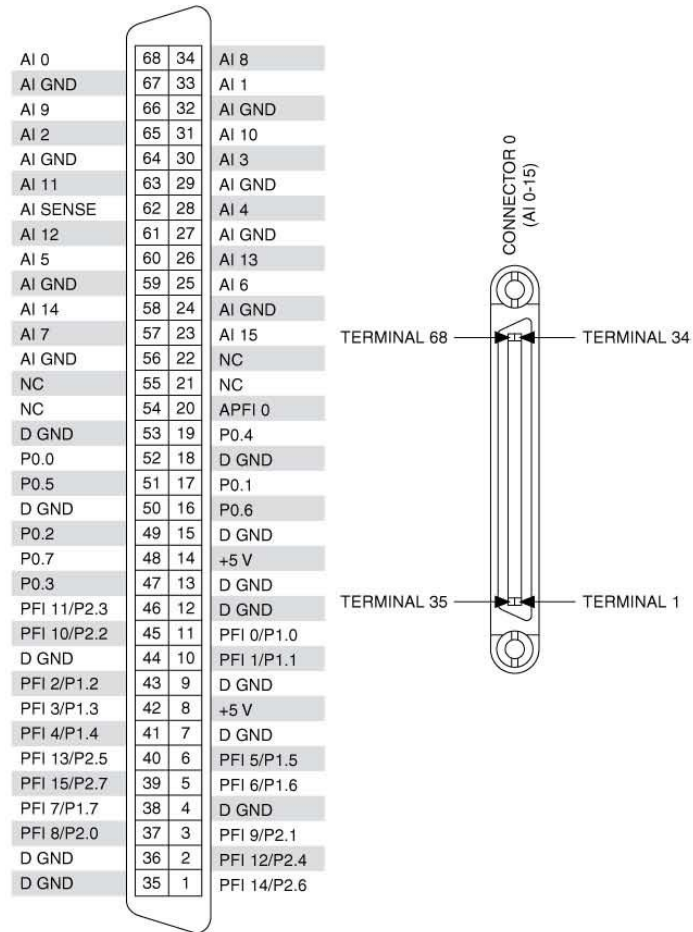 AI 0 68 34 AI 8
AI GND 67 33 AI 1
AI 9 66 32 AI GND
AI 2 65 31 AI 10
AI GND 64 30 AI 3
AI 11 63 29 AI GND
AI SENSE 62 28 AI 4
AI 12 61 27 AI GND
AI 5 60 26 AI 13
AI GND 59 25 AI 6
AI 14 58 24 AI GND
AI 7 57 23 AI 15
AI GND 56 22 NC
NC 55 21 NC
NC 54 20 APFI 0
D GND 53 19 P0.4
P0.0 52 18 D GND
P0.5 51 17 P0.1
D GND 50 16 P0.6
P0.2 49 15 D GND
P0.7 48 14 +5 V
P0.3 47 13 D GND
PFI 11/P2.3 46 12 D GND
PFI 10/P2.2 45 11 PFI 0/P1.0
D GND 44 10 PFI 1/P1.1
PFI 2/P1.2 43 9 D GND
PFI 3/P1.3 42 8 +5 V
PFI 4/P1.4 41 7 D GND
PFI 13/P2.5 40 6 PFI 5/P1.5
PFI 15/P2.7 39 5 PFI 6/P1.6
PFI 7/P1.7 38 4 D GND
PFI 8/P2.0 37 3 PFI 9/P2.1
D GND 36 2 PFI 12/P2.4
D GND 35 1 PFI 14/P2.6
CONNECTOR 0
(AI 0-15)
TERMINAL 68
TERMINAL 34
TERMINAL 35
TERMINAL 1